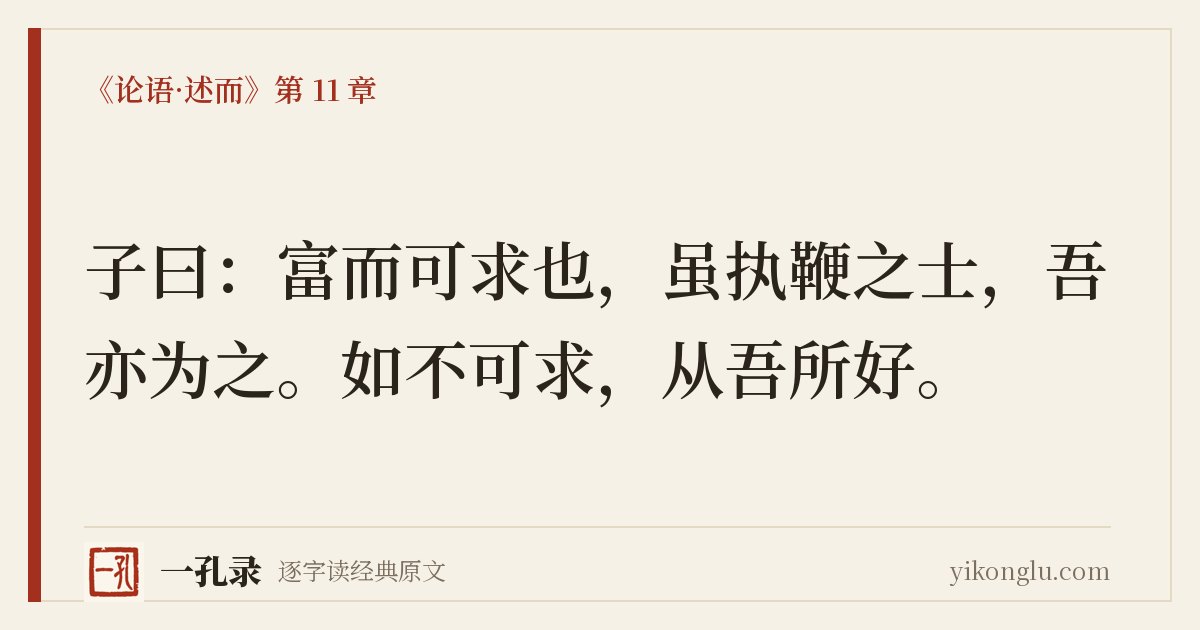 《论语·述而》第 11 章
子曰：富而可求也，虽执鞭之士，吾
亦为之。如不可求，从吾所好。
一孔
一孔录 逐字读经典原文
yikonglu.com